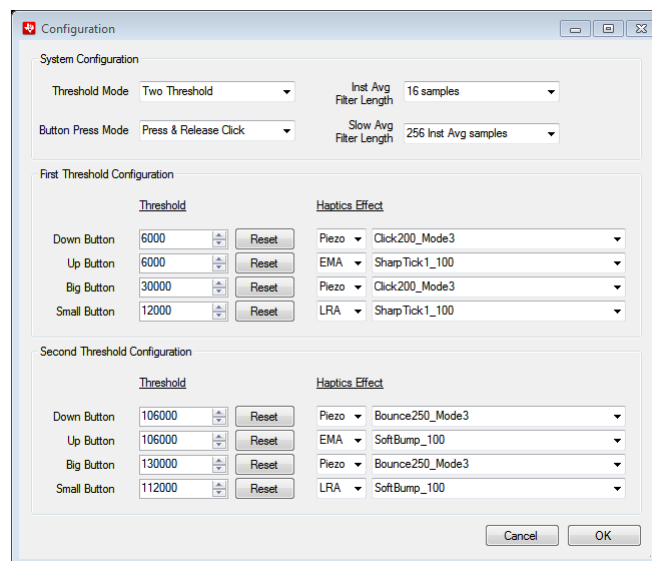 Configuration
System Configuration
Threshold Mode Two Threshold Inst Avg Filter Length 16 samples
Button Press Mode Press & Release Click Slow Avg Filter Length 256 Inst Avg samples
First Threshold Configuration
Threshold Haptics Effect
Down Button 6000 Reset Piezo Click200_Mode3
Up Button 6000 Reset EMA SharpTick1_100
Big Button 30000 Reset Piezo Click200_Mode3
Small Button 12000 Reset LRA SharpTick1_100
Second Threshold Configuration
Threshold Haptics Effect
Down Button 106000 Reset Piezo Bounce250_Mode3
Up Button 106000 Reset EMA SoftBump_100
Big Button 130000 Reset Piezo Bounce250_Mode3
Small Button 112000 Reset LRA SoftBump_100
Cancel OK